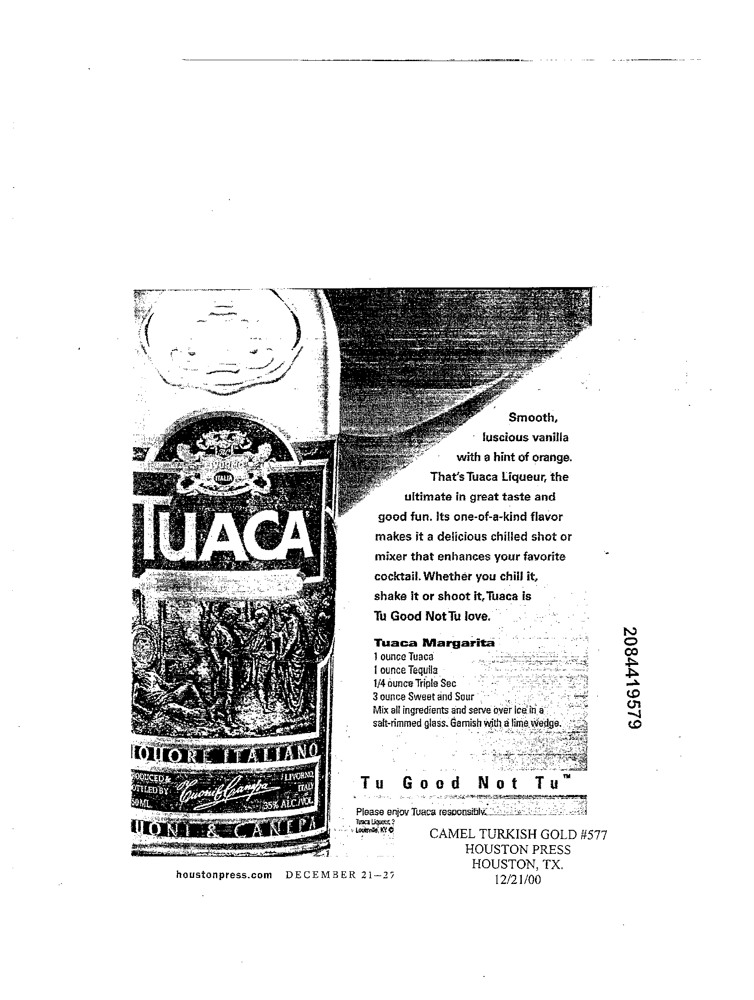 ITALIA
TUACA
Smooth,
luscious vanilla
with a hint of orange.
That's Tuaca Liqueur, the
ultimate in great taste and
good fun. Its one-of-a-kind flavor
makes it a delicious chilled shot or
mixer that enhances your favorite
cocktail. Whether you chill it,
shake it or shoot it, Tuaca is
Tu Good Not Tu love.
Tuaca Margarita
1 ounce Tuaca
1 ounce Tequila
1/4 ounce Triple Sec
3 ounce Sweet and Sour
Mix all ingredients and serve over ice in a
salt-rimmed glass. Garnish with a lime wedge.
IQUORE ITALIANO
RODUCED &
OTTLED BY
50ML
LIVORNO,
ITALY
35% ALC./VOL.
UONI & CANEPA
Tu Good Not Tu™
Please enjoy Tuaca responsibly.
Tuaca Liqueur,
Louisville, KY ©
CAMEL TURKISH GOLD #577
HOUSTON PRESS
HOUSTON, TX.
12/21/00
houstonpress.com DECEMBER 21–27
2084419579